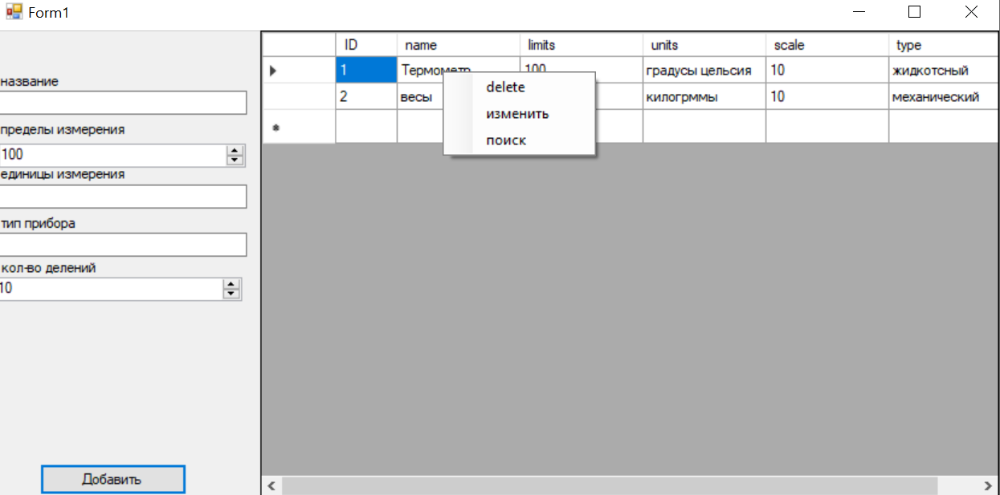 Form1
название
пределы измерения
100
единицы измерения
тип прибора
кол-во делений
10
Добавить
ID name limits units scale type
1 Термометр 100 градусы цельсия 10 жидкотсный
2 весы килогрммы 10 механический
delete
изменить
поиск